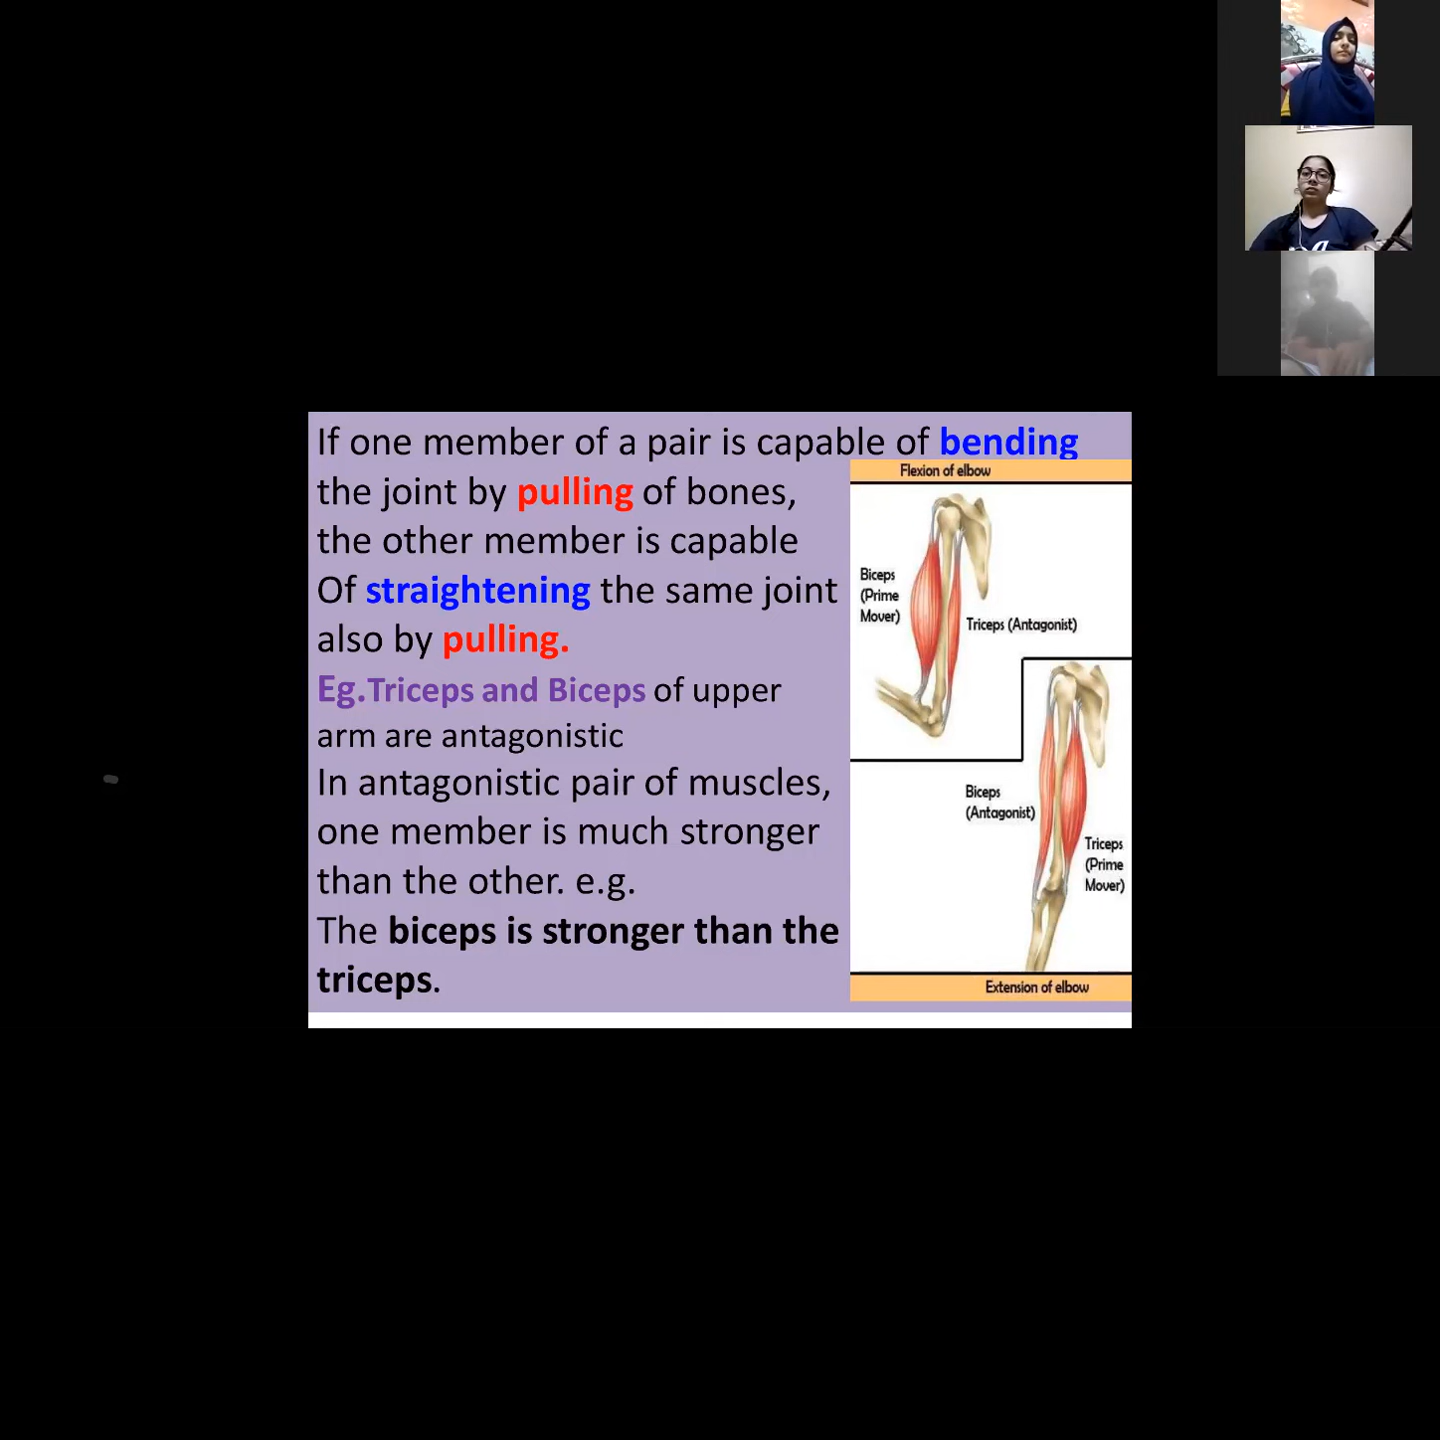 If one member of a pair is capable of bending
the joint by pulling of bones,
the other member is capable
Of straightening the same joint
also by pulling.
Eg.Triceps and Biceps of upper
arm are antagonistic
In antagonistic pair of muscles,
one member is much stronger
than the other. e.g.
The biceps is stronger than the
triceps.
Flexion of elbow
Biceps
(Prime
Mover)
Triceps (Antagonist)
Biceps
(Antagonist)
Triceps
(Prime
Mover)
Extension of elbow